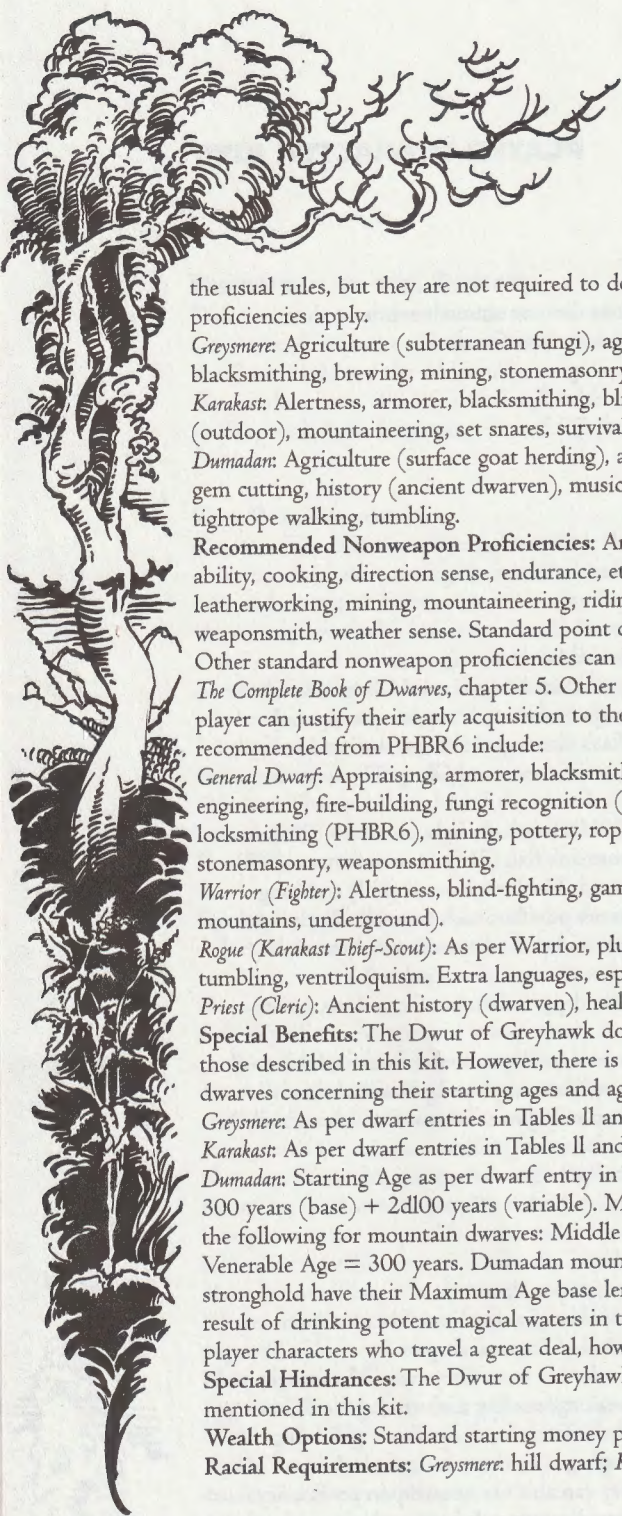 the usual rules, but they are not required to de
proficiencies apply.
Greysmere: Agriculture (subterranean fungi), ag
blacksmithing, brewing, mining, stonemasonry
Karakast: Alertness, armorer, blacksmithing, bli
(outdoor), mountaineering, set snares, survival
Dumadan: Agriculture (surface goat herding), a
gem cutting, history (ancient dwarven), music
tightrope walking, tumbling.
Recommended Nonweapon Proficiencies: An
ability, cooking, direction sense, endurance, et
leatherworking, mining, mountaineering, ridin
weaponsmith, weather sense. Standard point c
Other standard nonweapon proficiencies can
The Complete Book of Dwarves, chapter 5. Other
player can justify their early acquisition to the
recommended from PHBR6 include:
General Dwarf: Appraising, armorer, blacksmith
engineering, fire-building, fungi recognition (
locksmithing (PHBR6), mining, pottery, rop
stonemasonry, weaponsmithing.
Warrior (Fighter): Alertness, blind-fighting, gam
mountains, underground).
Rogue (Karakast Thief-Scout): As per Warrior, plu
tumbling, ventriloquism. Extra languages, esp
Priest (Cleric): Ancient history (dwarven), heal
Special Benefits: The Dwur of Greyhawk do
those described in this kit. However, there is
dwarves concerning their starting ages and ag
Greysmere: As per dwarf entries in Tables 11 an
Karakast: As per dwarf entries in Tables 11 and
Dumadan: Starting Age as per dwarf entry in
300 years (base) + 2d100 years (variable). M
the following for mountain dwarves: Middle
Venerable Age = 300 years. Dumadan moun
stronghold have their Maximum Age base len
result of drinking potent magical waters in t
player characters who travel a great deal, how
Special Hindrances: The Dwur of Greyhawk
mentioned in this kit.
Wealth Options: Standard starting money p
Racial Requirements: Greysmere: hill dwarf; K